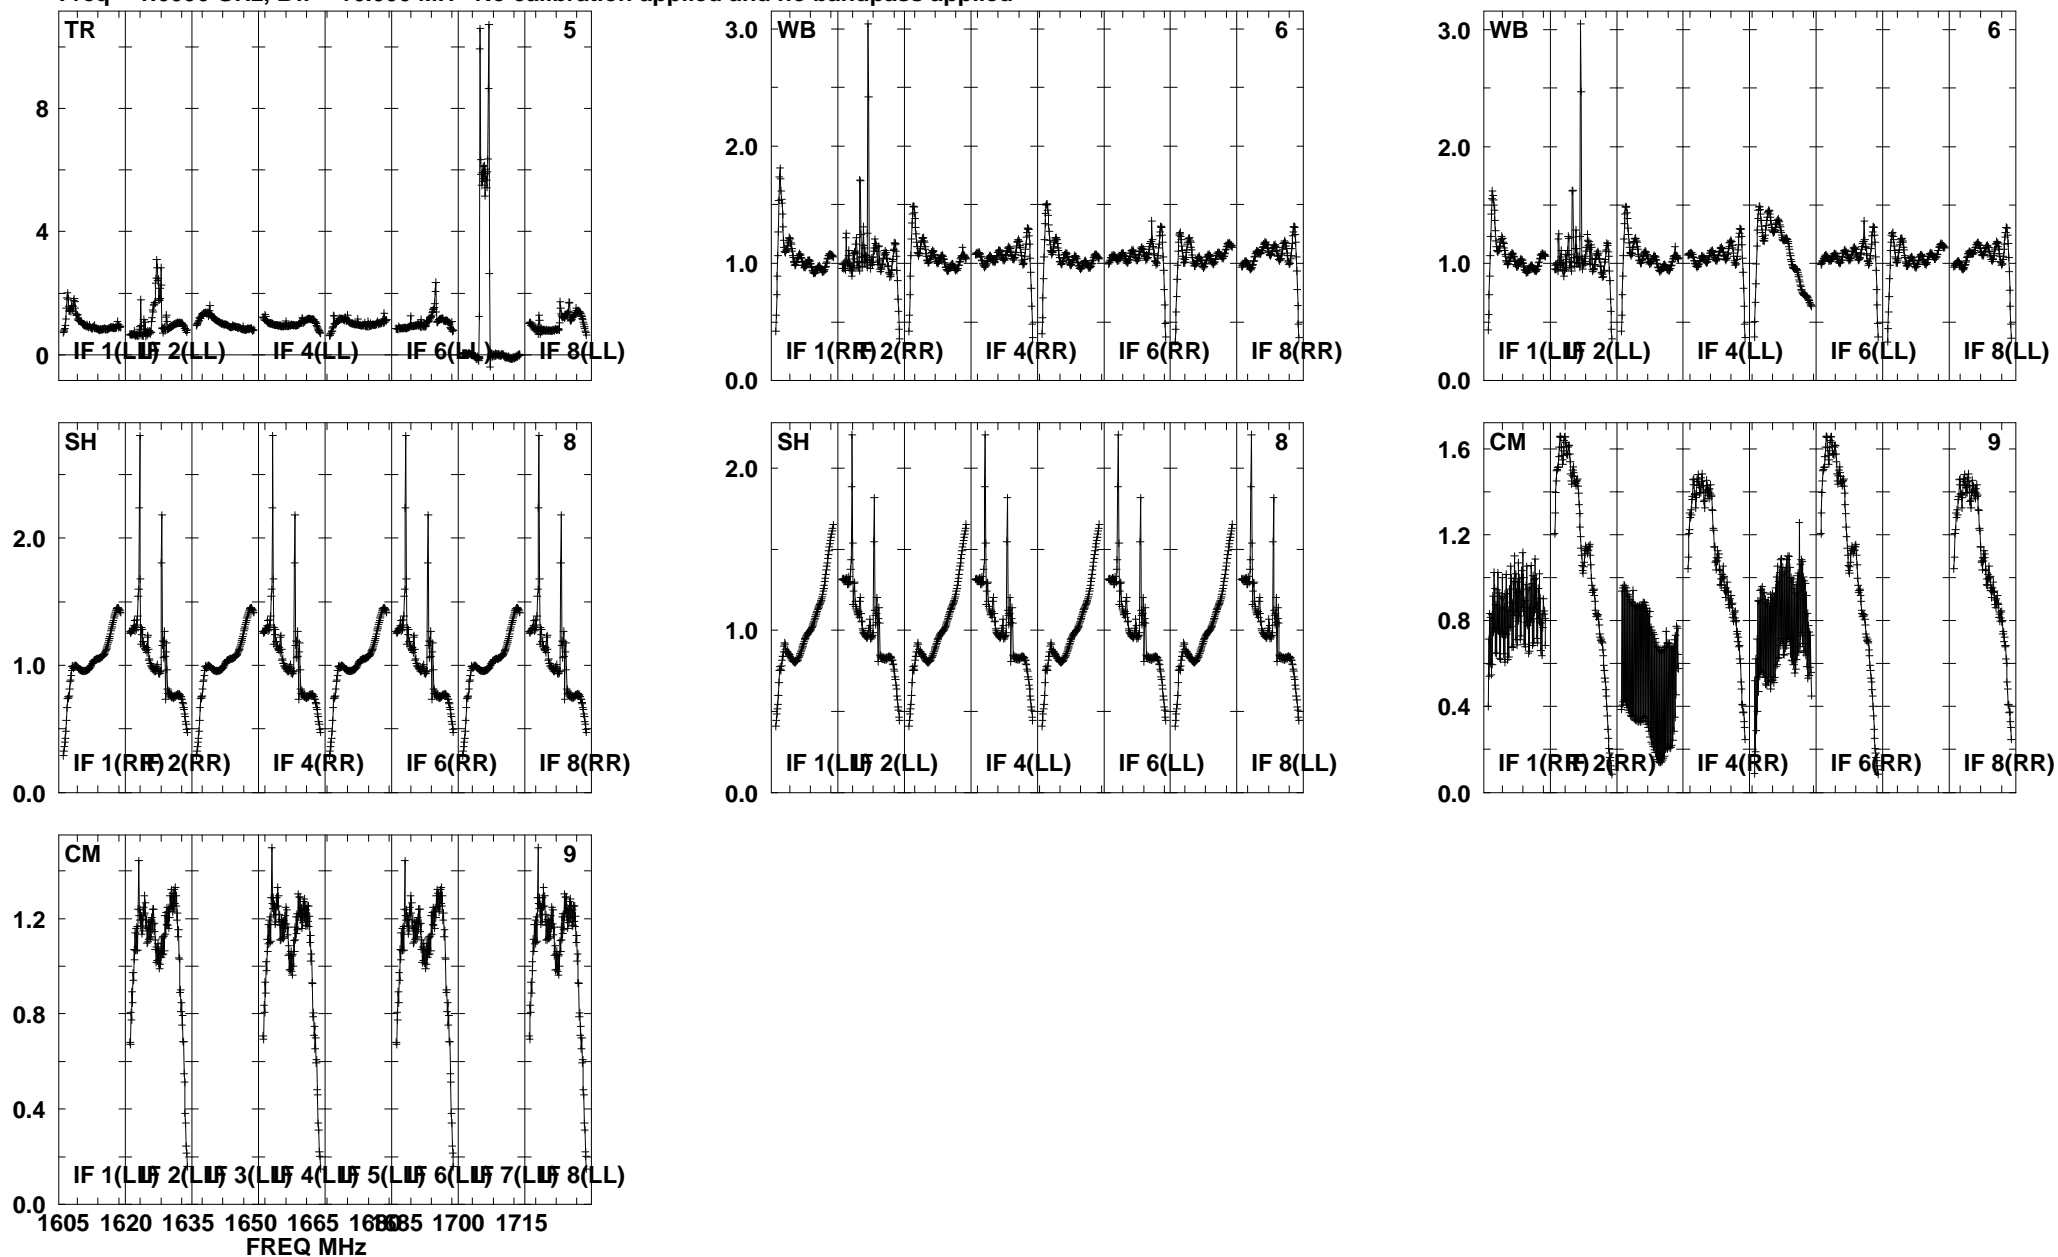 TR 5
8
4
0
IF 1(LL) IF 2(LL) IF 4(LL) IF 6(LL) IF 8(LL)
WB 6
3.0
2.0
1.0
0.0
IF 1(RR) IF 2(RR) IF 4(RR) IF 6(RR) IF 8(RR)
WB 6
3.0
2.0
1.0
0.0
IF 1(LL) IF 2(LL) IF 4(LL) IF 6(LL) IF 8(LL)
SH 8
2.0
1.0
0.0
IF 1(RR) IF 2(RR) IF 4(RR) IF 6(RR) IF 8(RR)
SH 8
2.0
1.0
0.0
IF 1(LL) IF 2(LL) IF 4(LL) IF 6(LL) IF 8(LL)
CM 9
1.6
1.2
0.8
0.4
0.0
IF 1(RR) IF 2(RR) IF 4(RR) IF 6(RR) IF 8(RR)
CM 9
1.2
0.8
0.4
0.0
IF 1(LL) IF 2(LL) IF 3(LL) IF 4(LL) IF 5(LL) IF 6(LL) IF 7(LL) IF 8(LL)
1605 1620 1635 1650 1665 1680 1685 1700 1715
FREQ MHz